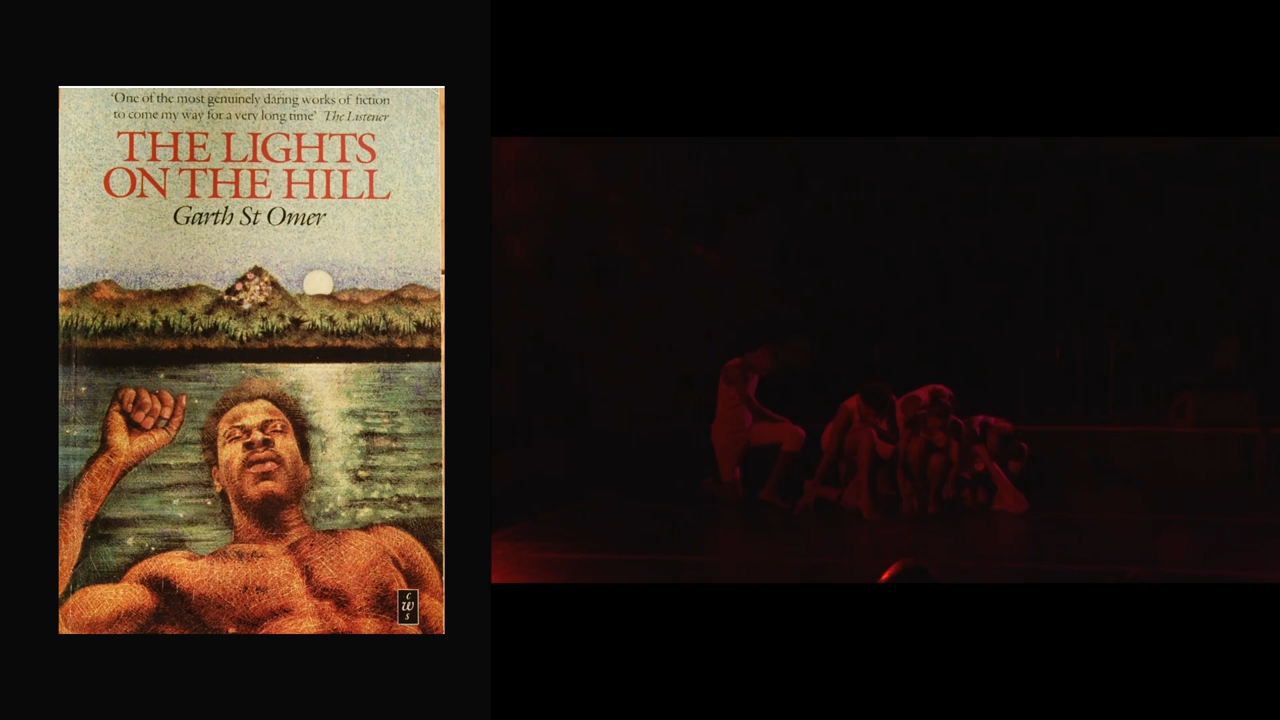 ‘One of the most genuinely daring works of fiction
to come my way for a very long time’ The Listener
THE LIGHTS
ON THE HILL
Garth St Omer
c
w
s